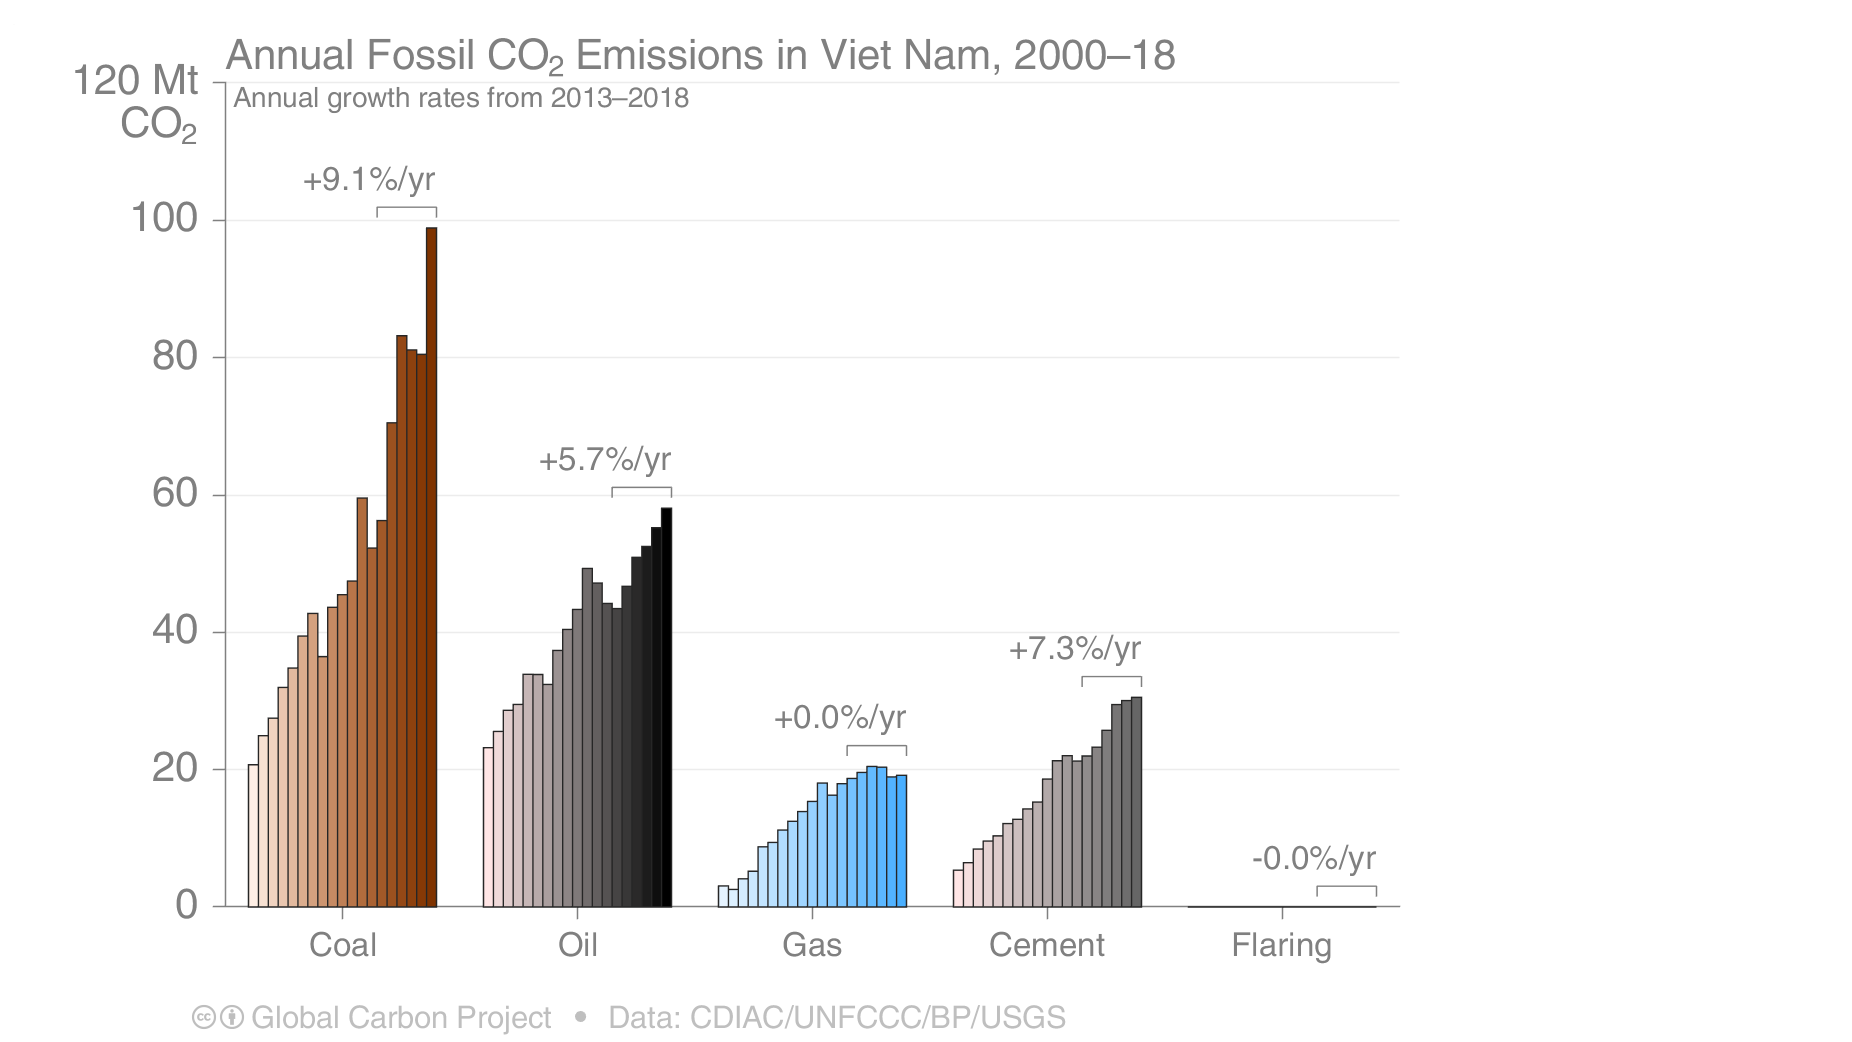 Annual Fossil CO₂ Emissions in Viet Nam, 2000–18
Annual growth rates from 2013–2018
120 Mt
CO₂
100
80
60
40
20
0
+9.1%/yr
+5.7%/yr
+0.0%/yr
+7.3%/yr
-0.0%/yr
Coal
Oil
Gas
Cement
Flaring
cc Global Carbon Project • Data: CDIAC/UNFCCC/BP/USGS